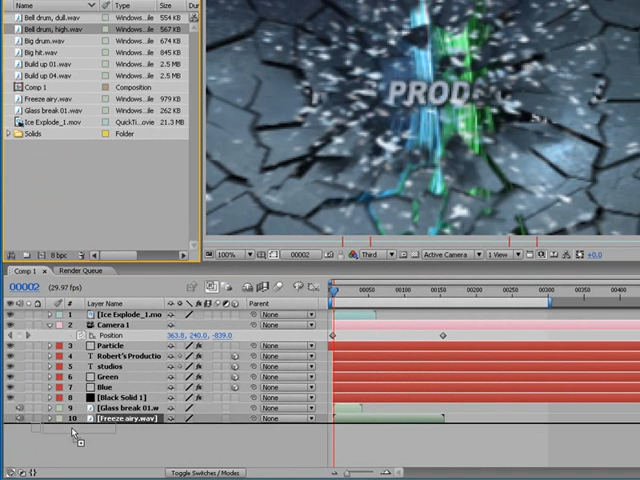 Name Type Size Dur
Bell drum, dull.wav Windows...ile 554 KB
Bell drum, high.wav Windows...ile 567 KB
Big drum.wav Windows...ile 674 KB
Big hit.wav Windows...ile 845 KB
Build up 01.wav Windows...ile 2.5 MB
Build up 04.wav Windows...ile 2.5 MB
Comp 1 Composition
Freeze airy.wav Windows...ile 979 KB
Glass break 01.wav Windows...ile 262 KB
Ice Explode_1.mov QuickTi...ovie 21.3 MB
Solids Folder
PROD
8 bpc
100% 00002 Third Active Camera 1 View +0.0
Comp 1 Render Queue
00002 (29.97 fps)
# Layer Name Parent 00050 00100 00150 00200 00250 00300 00350 00400
1 [Ice Explode_1.mo None
2 Camera 1 None
Position 363.8, 240.0, -839.0
3 Particle None
4 Robert's Productio None
5 studios None
6 Green None
7 Blue None
8 [Black Solid 1] None
9 [Glass break 01.w None
10 [Freeze airy.wav] None
Toggle Switches / Modes